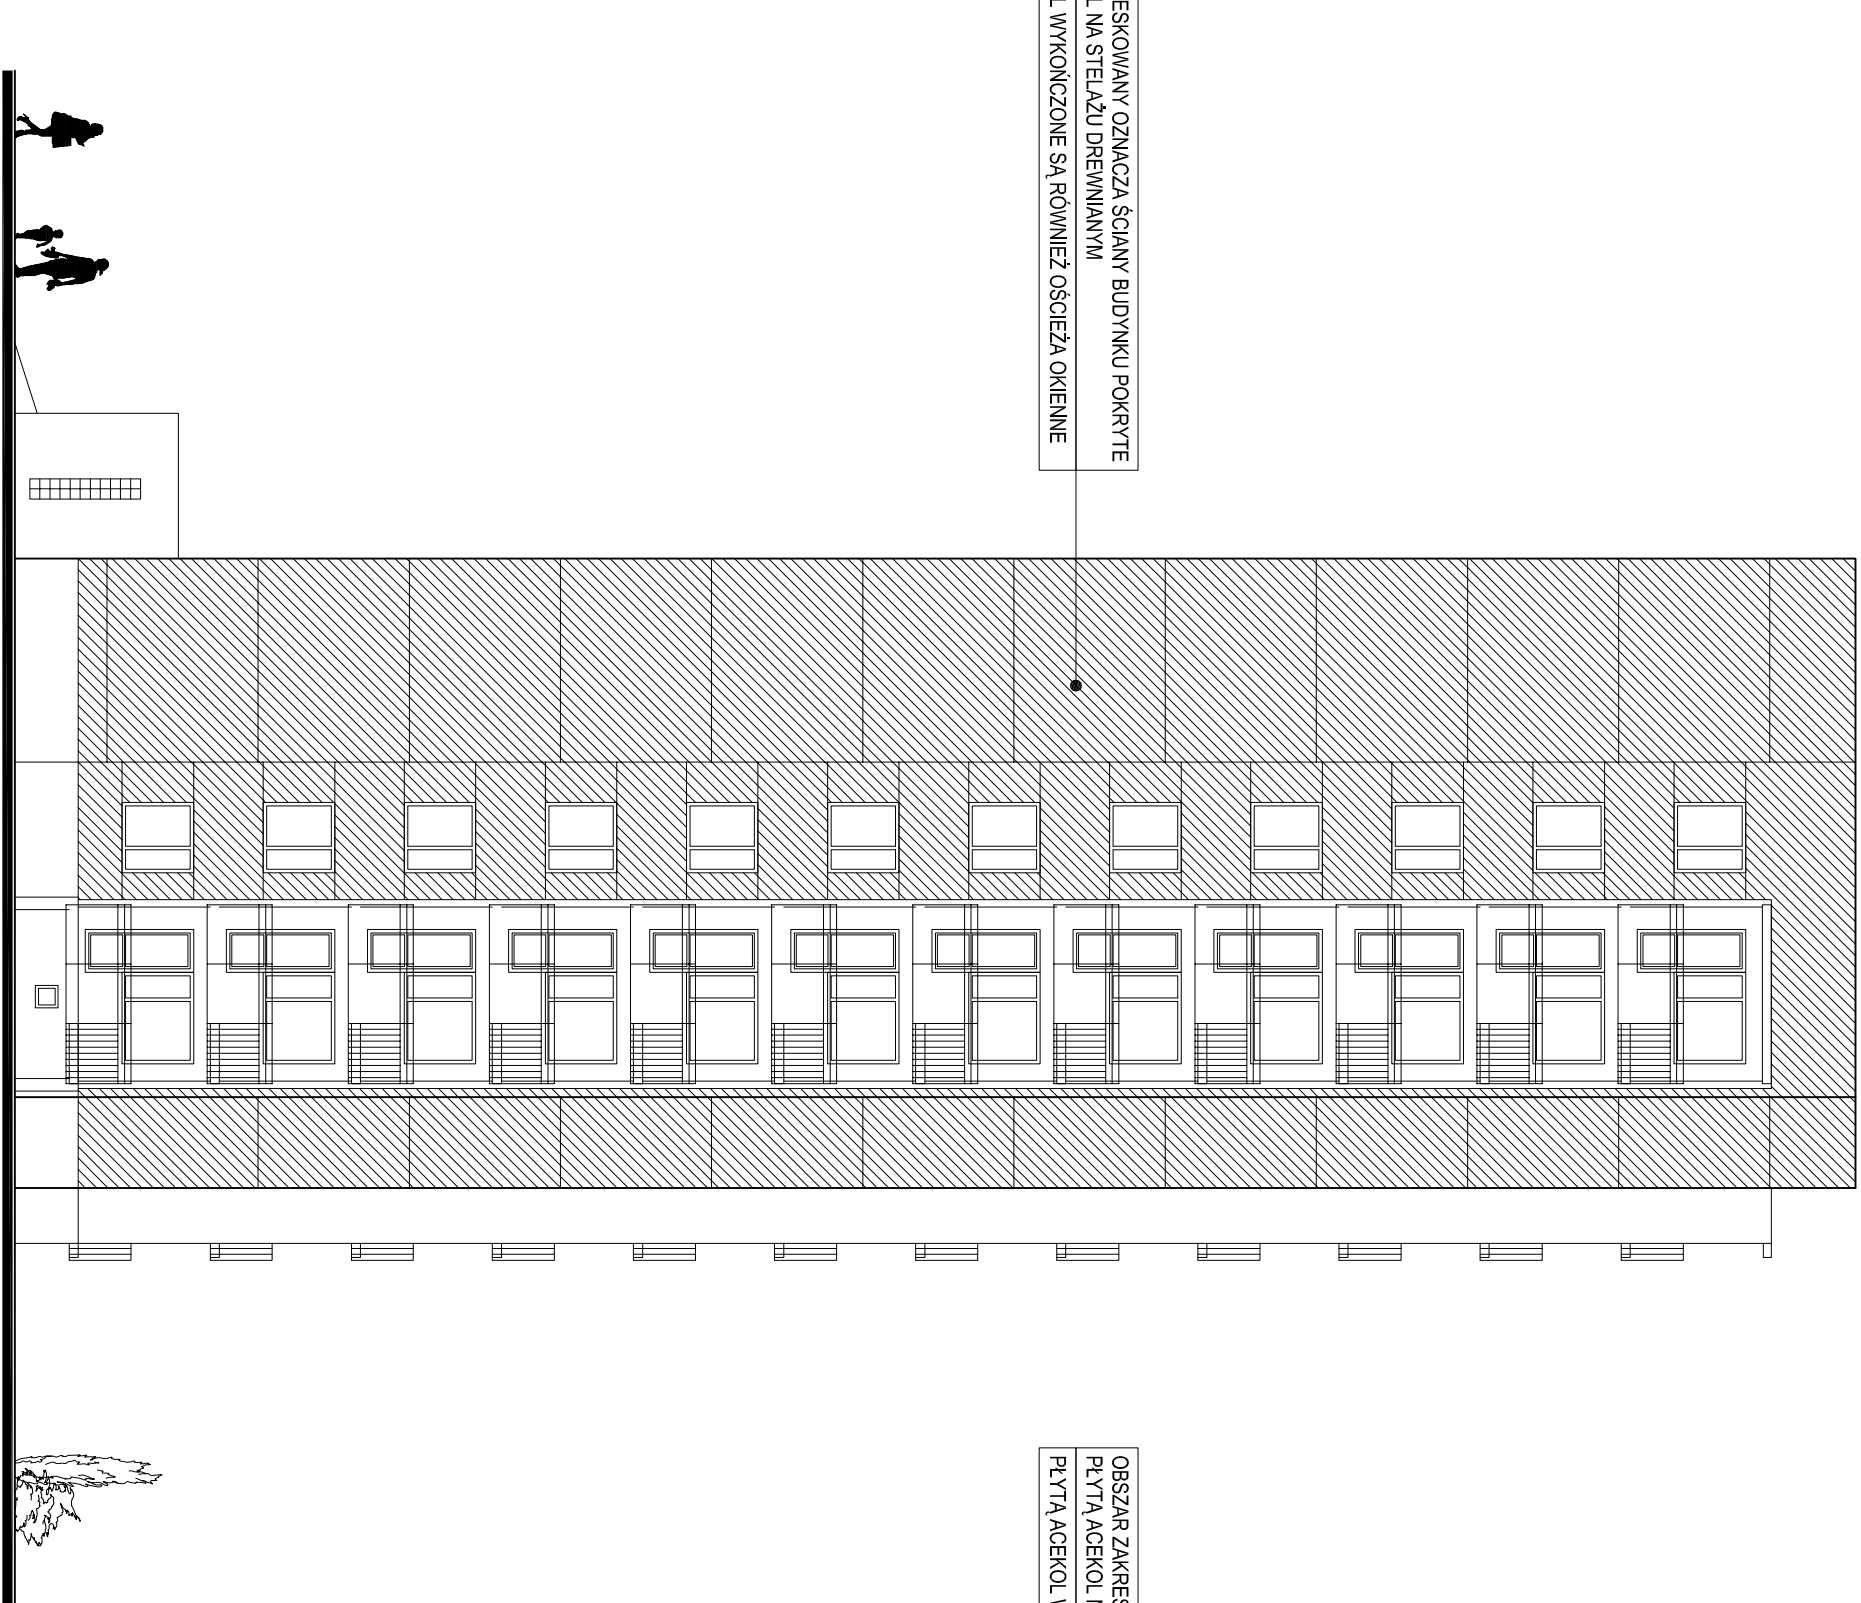 ESKOWANY OZNACZA ŚCIANY BUDYNKU POKRYTE
L NA STELAŻU DREWNIANYM
L WYKOŃCZONE SĄ RÓWNIEŻ OŚCIEŻA OKIENNE
OBSZAR ZAKRES
PŁYTĄ ACEKOL N
PŁYTĄ ACEKOL W